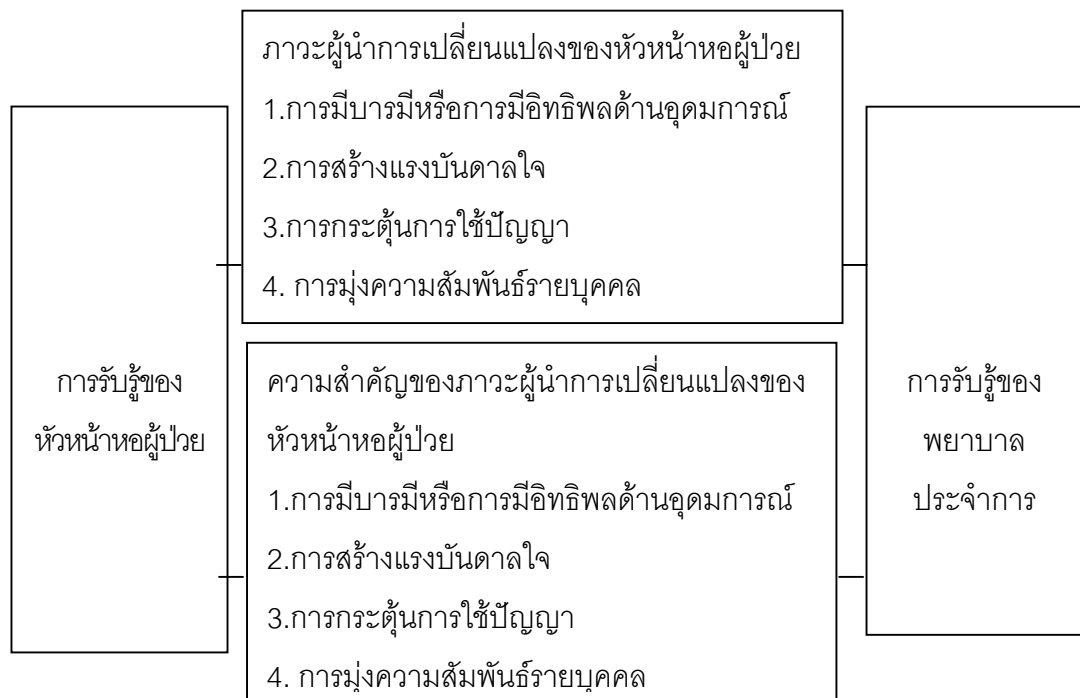 ภาวะผู้นำการเปลี่ยนแปลงของหัวหน้าหอผู้ป่วย
1.การมีบารมีหรือการมีอิทธิพลด้านอุดมการณ์
2.การสร้างแรงบันดาลใจ
3.การกระตุ้นการใช้ปัญญา
4. การมุ่งความสัมพันธ์รายบุคคล
การรับรู้ของ
หัวหน้าหอผู้ป่วย
ความสำคัญของภาวะผู้นำการเปลี่ยนแปลงของ
หัวหน้าหอผู้ป่วย
1.การมีบารมีหรือการมีอิทธิพลด้านอุดมการณ์
2.การสร้างแรงบันดาลใจ
3.การกระตุ้นการใช้ปัญญา
4. การมุ่งความสัมพันธ์รายบุคคล
การรับรู้ของ
พยาบาล
ประจำการ